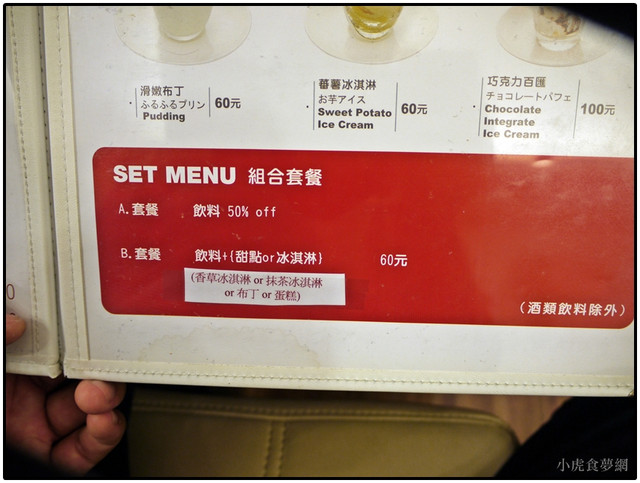 滑嫩布丁
ふるふるプリン
Pudding
60元
蕃薯冰淇淋
お芋アイス
Sweet Potato
Ice Cream
60元
巧克力百匯
チョコレートパフェ
Chocolate
Integrate
Ice Cream
100元
SET MENU 組合套餐
A.套餐 飲料 50% off
B.套餐 飲料+{甜點or冰淇淋} 60元
(香草冰淇淋 or 抹茶冰淇淋
or 布丁 or 蛋糕)
(酒類飲料除外)
0
小虎食夢網